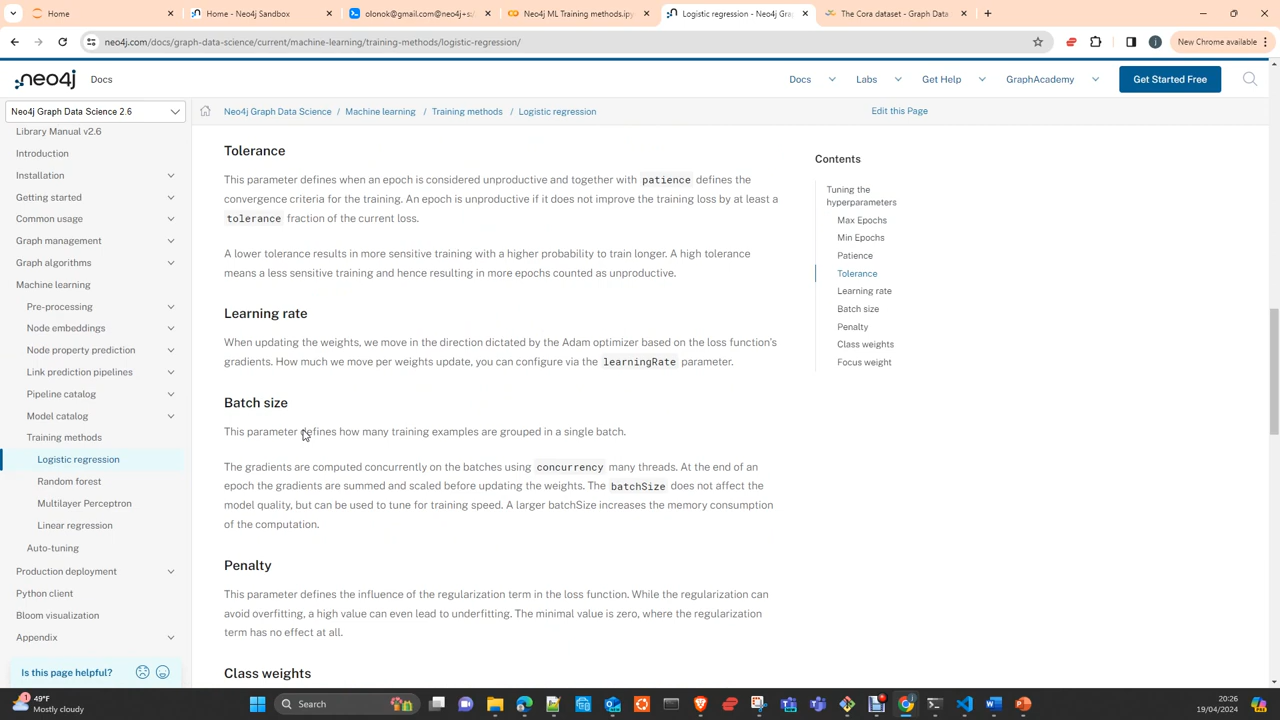 Home
Home - Neo4j Sandbox
olonok@gmail.com@neo4j+s:/
Neo4j ML Training methods.ipy
Logistic regression - Neo4j Gra
The Cora dataset - Graph Data
neo4j.com/docs/graph-data-science/current/machine-learning/training-methods/logistic-regression/
New Chrome available
neo4j Docs
Docs
Labs
Get Help
GraphAcademy
Get Started Free
Neo4j Graph Data Science 2.6
Neo4j Graph Data Science / Machine learning / Training methods / Logistic regression
Edit this Page
Library Manual v2.6
Introduction
Installation
Getting started
Common usage
Graph management
Graph algorithms
Machine learning
Pre-processing
Node embeddings
Node property prediction
Link prediction pipelines
Pipeline catalog
Model catalog
Training methods
Logistic regression
Random forest
Multilayer Perceptron
Linear regression
Auto-tuning
Production deployment
Python client
Bloom visualization
Appendix
Is this page helpful?
Tolerance
This parameter defines when an epoch is considered unproductive and together with patience defines the
convergence criteria for the training. An epoch is unproductive if it does not improve the training loss by at least a
tolerance fraction of the current loss.
A lower tolerance results in more sensitive training with a higher probability to train longer. A high tolerance
means a less sensitive training and hence resulting in more epochs counted as unproductive.
Learning rate
When updating the weights, we move in the direction dictated by the Adam optimizer based on the loss function's
gradients. How much we move per weights update, you can configure via the learningRate parameter.
Batch size
This parameter defines how many training examples are grouped in a single batch.
The gradients are computed concurrently on the batches using concurrency many threads. At the end of an
epoch the gradients are summed and scaled before updating the weights. The batchSize does not affect the
model quality, but can be used to tune for training speed. A larger batchSize increases the memory consumption
of the computation.
Penalty
This parameter defines the influence of the regularization term in the loss function. While the regularization can
avoid overfitting, a high value can even lead to underfitting. The minimal value is zero, where the regularization
term has no effect at all.
Class weights
Contents
Tuning the
hyperparameters
Max Epochs
Min Epochs
Patience
Tolerance
Learning rate
Batch size
Penalty
Class weights
Focus weight
1
49°F
Mostly cloudy
Search
20:26
19/04/2024